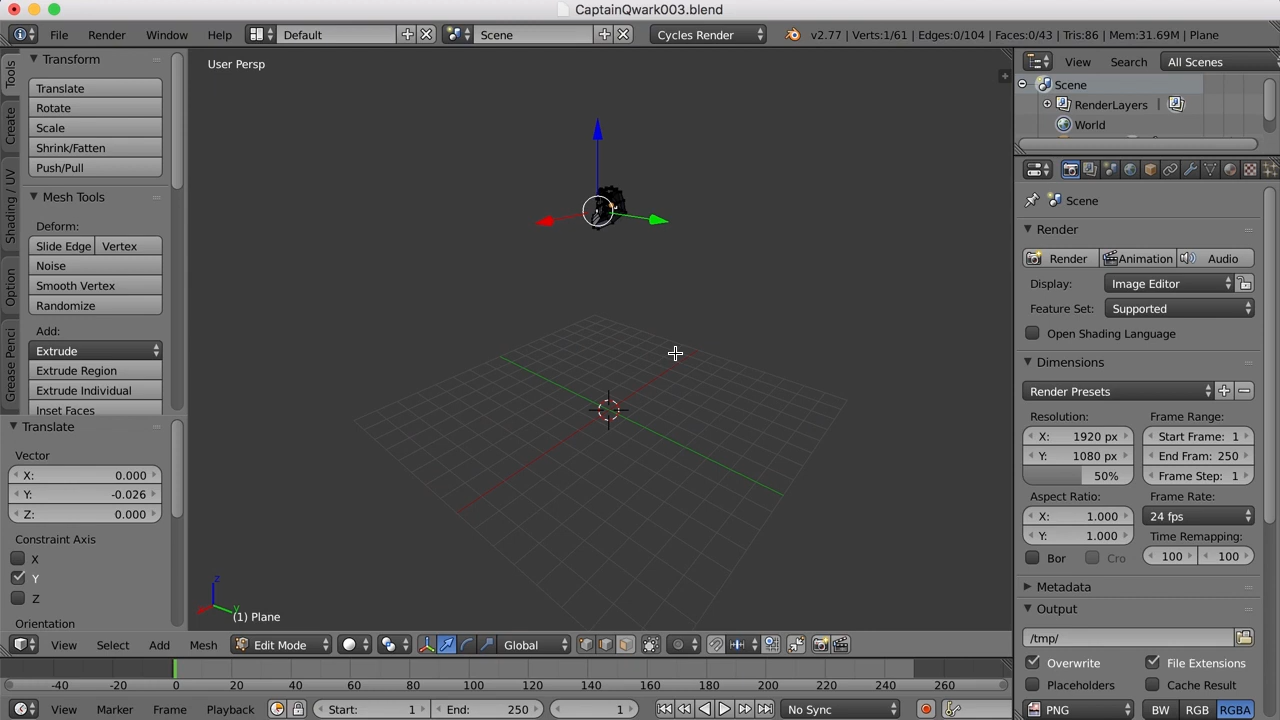 CaptainQwark003.blend
File Render Window Help Default Scene Cycles Render v2.77 | Verts:1/61 | Edges:0/104 | Faces:0/43 | Tris:86 | Mem:31.69M | Plane
Tools
Create
Shading / UV
Option
Grease Penci
Transform
Translate
Rotate
Scale
Shrink/Fatten
Push/Pull
Mesh Tools
Deform:
Slide Edge Vertex
Noise
Smooth Vertex
Randomize
Add:
Extrude
Extrude Region
Extrude Individual
Inset Faces
Translate
Vector
X: 0.000
Y: -0.026
Z: 0.000
Constraint Axis
X
Y
Z
Orientation
User Persp
z
y
(1) Plane
View Select Add Mesh Edit Mode Global
-40 -20 0 20 40 60 80 100 120 140 160 180 200 220 240 260
View Marker Frame Playback Start: 1 End: 250 1 No Sync
View Search All Scenes
Scene
RenderLayers |
World
Scene
Render
Render Animation Audio
Display: Image Editor
Feature Set: Supported
Open Shading Language
Dimensions
Render Presets
Resolution: Frame Range:
X: 1920 px Start Frame: 1
Y: 1080 px End Fram: 250
50% Frame Step: 1
Aspect Ratio: Frame Rate:
X: 1.000 24 fps
Y: 1.000 Time Remapping:
Bor Cro 100 100
Metadata
Output
/tmp/
Overwrite File Extensions
Placeholders Cache Result
PNG BW RGB RGBA